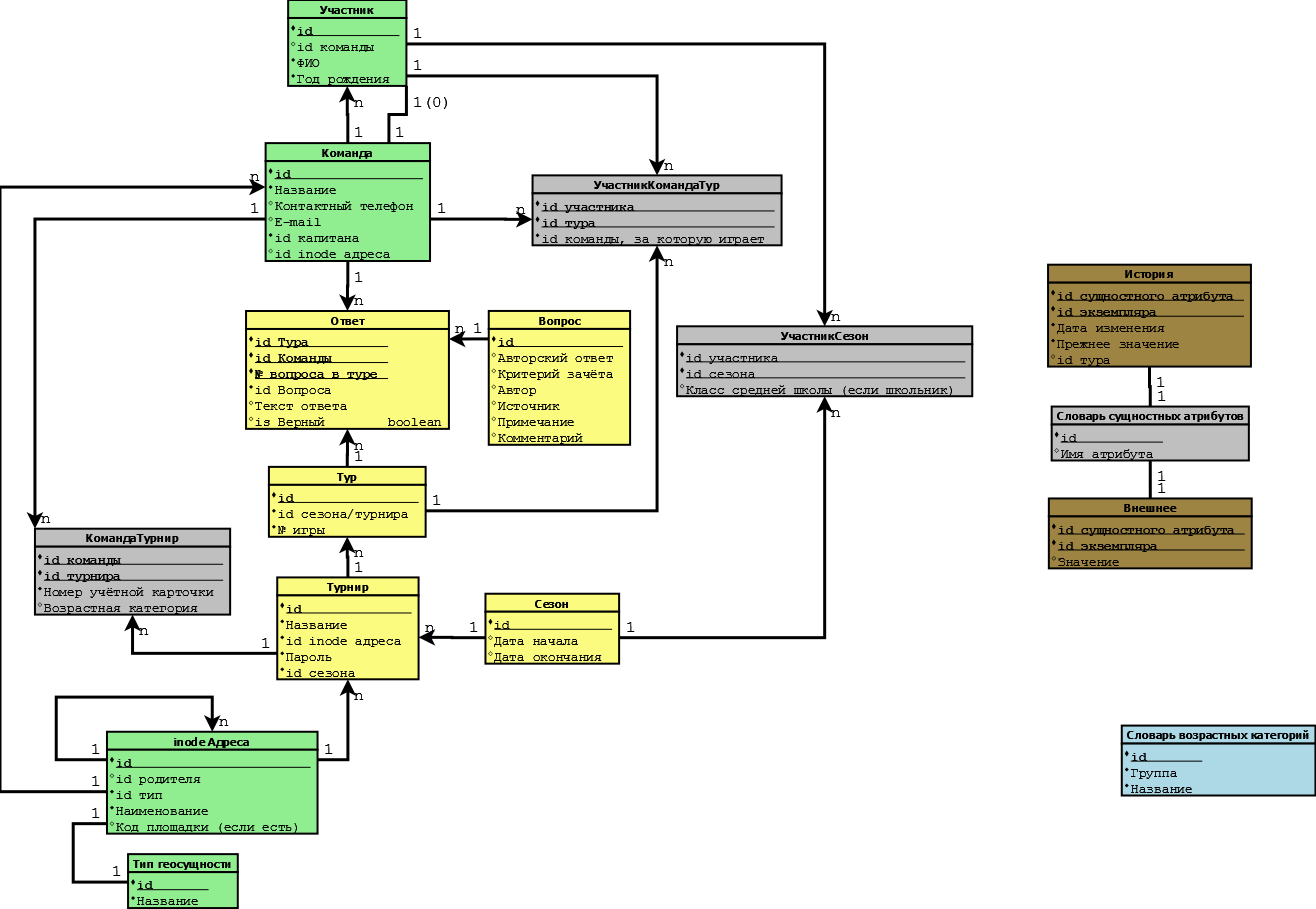 Участник
id
id команды
ФИО
Год рождения
1
1
n
1(0)
1
1
Команда
id
Название
Контактный телефон
E-mail
id капитана
id inode адреса
n
1
1
n
n
УчастникКомандаТур
id участника
id тура
id команды, за которую играет
n
1
n
Ответ
id Тура
id Команды
№ вопроса в туре
id Вопроса
Текст ответа
is Верный boolean
n 1
Вопрос
id
Авторский ответ
Критерий зачёта
Автор
Источник
Примечание
Комментарий
n
УчастникСезон
id участника
id сезона
Класс средней школы (если школьник)
n
История
id сущностного атрибута
id экземпляра
Дата изменения
Прежнее значение
id тура
1
1
Словарь сущностных атрибутов
id
Имя атрибута
1
1
Внешнее
id сущностного атрибута
id экземпляра
Значение
n
1
Тур
id
id сезона/турнира
№ игры
1
n
КомандаТурнир
id команды
id турнира
Номер учётной карточки
Возрастная категория
n
1
n
1
Турнир
id
Название
id inode адреса
Пароль
id сезона
n
1
Сезон
id
Дата начала
Дата окончания
1
n
n
inode Адреса
id
id родителя
id тип
Наименование
Код площадки (если есть)
1
1
1
1
1
Тип геосущности
id
Название
Словарь возрастных категорий
id
Группа
Название